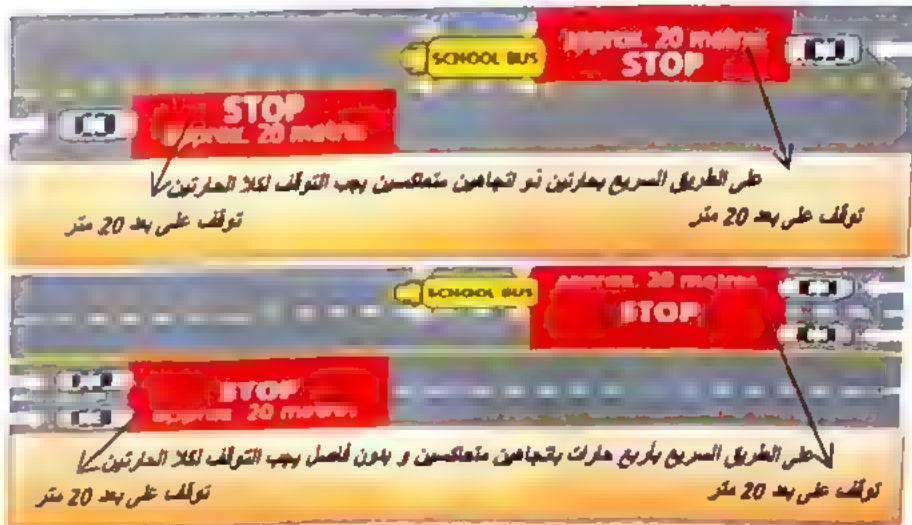 approx. 20 metres
SCHOOL BUS
STOP
STOP
approx. 20 metres
على الطريق السريع بحارتين ذو اتجاهين متعاكسين يجب التوقف لكلا الحارتين
توقف على بعد 20 متر
توقف على بعد 20 متر
approx. 20 metres
SCHOOL BUS
STOP
STOP
approx. 20 metres
على الطريق السريع بأربع حارات باتجاهين متعاكسين و بدون فاصل يجب التوقف لكلا الحارتين
توقف على بعد 20 متر
توقف على بعد 20 متر